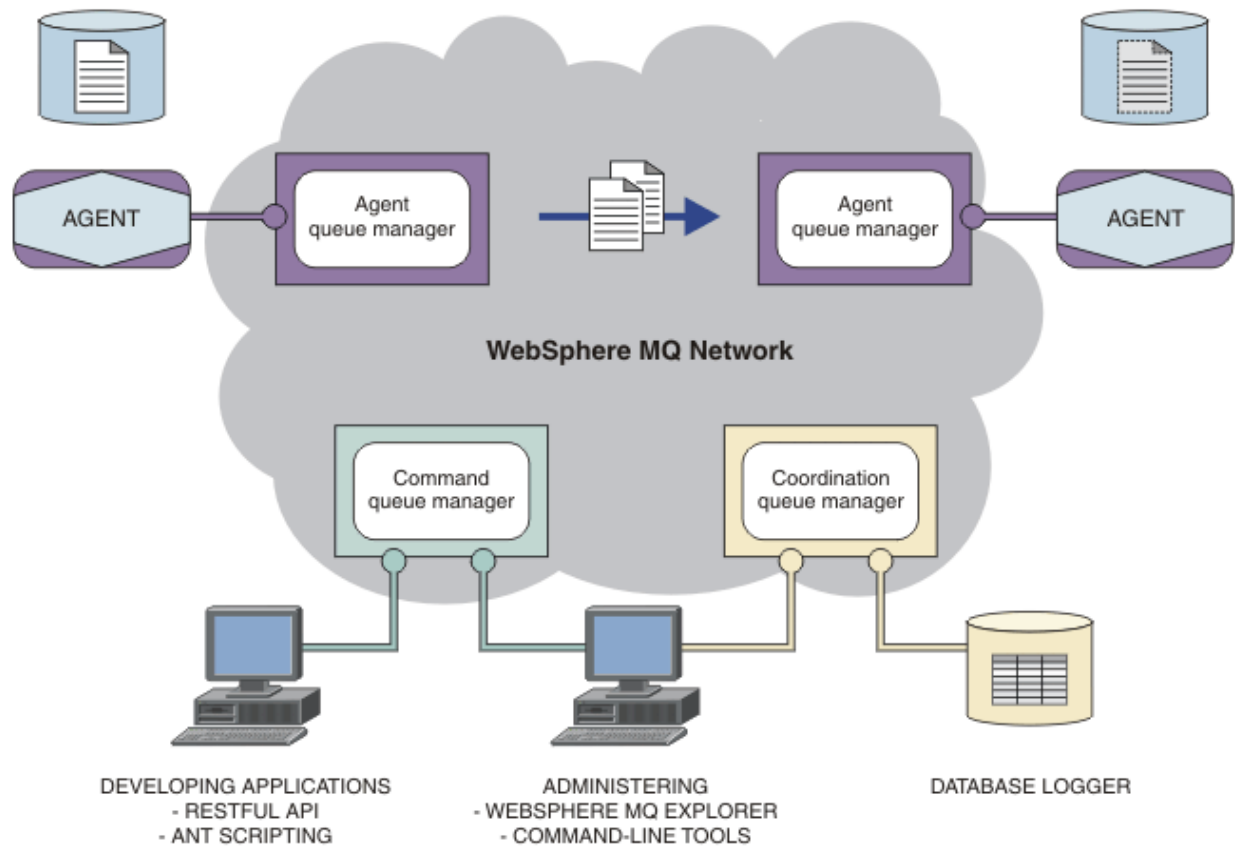 AGENT
Agent
queue manager
Agent
queue manager
AGENT
WebSphere MQ Network
Command
queue manager
Coordination
queue manager
DEVELOPING APPLICATIONS
- RESTFUL API
- ANT SCRIPTING
ADMINISTERING
- WEBSPHERE MQ EXPLORER
- COMMAND-LINE TOOLS
DATABASE LOGGER